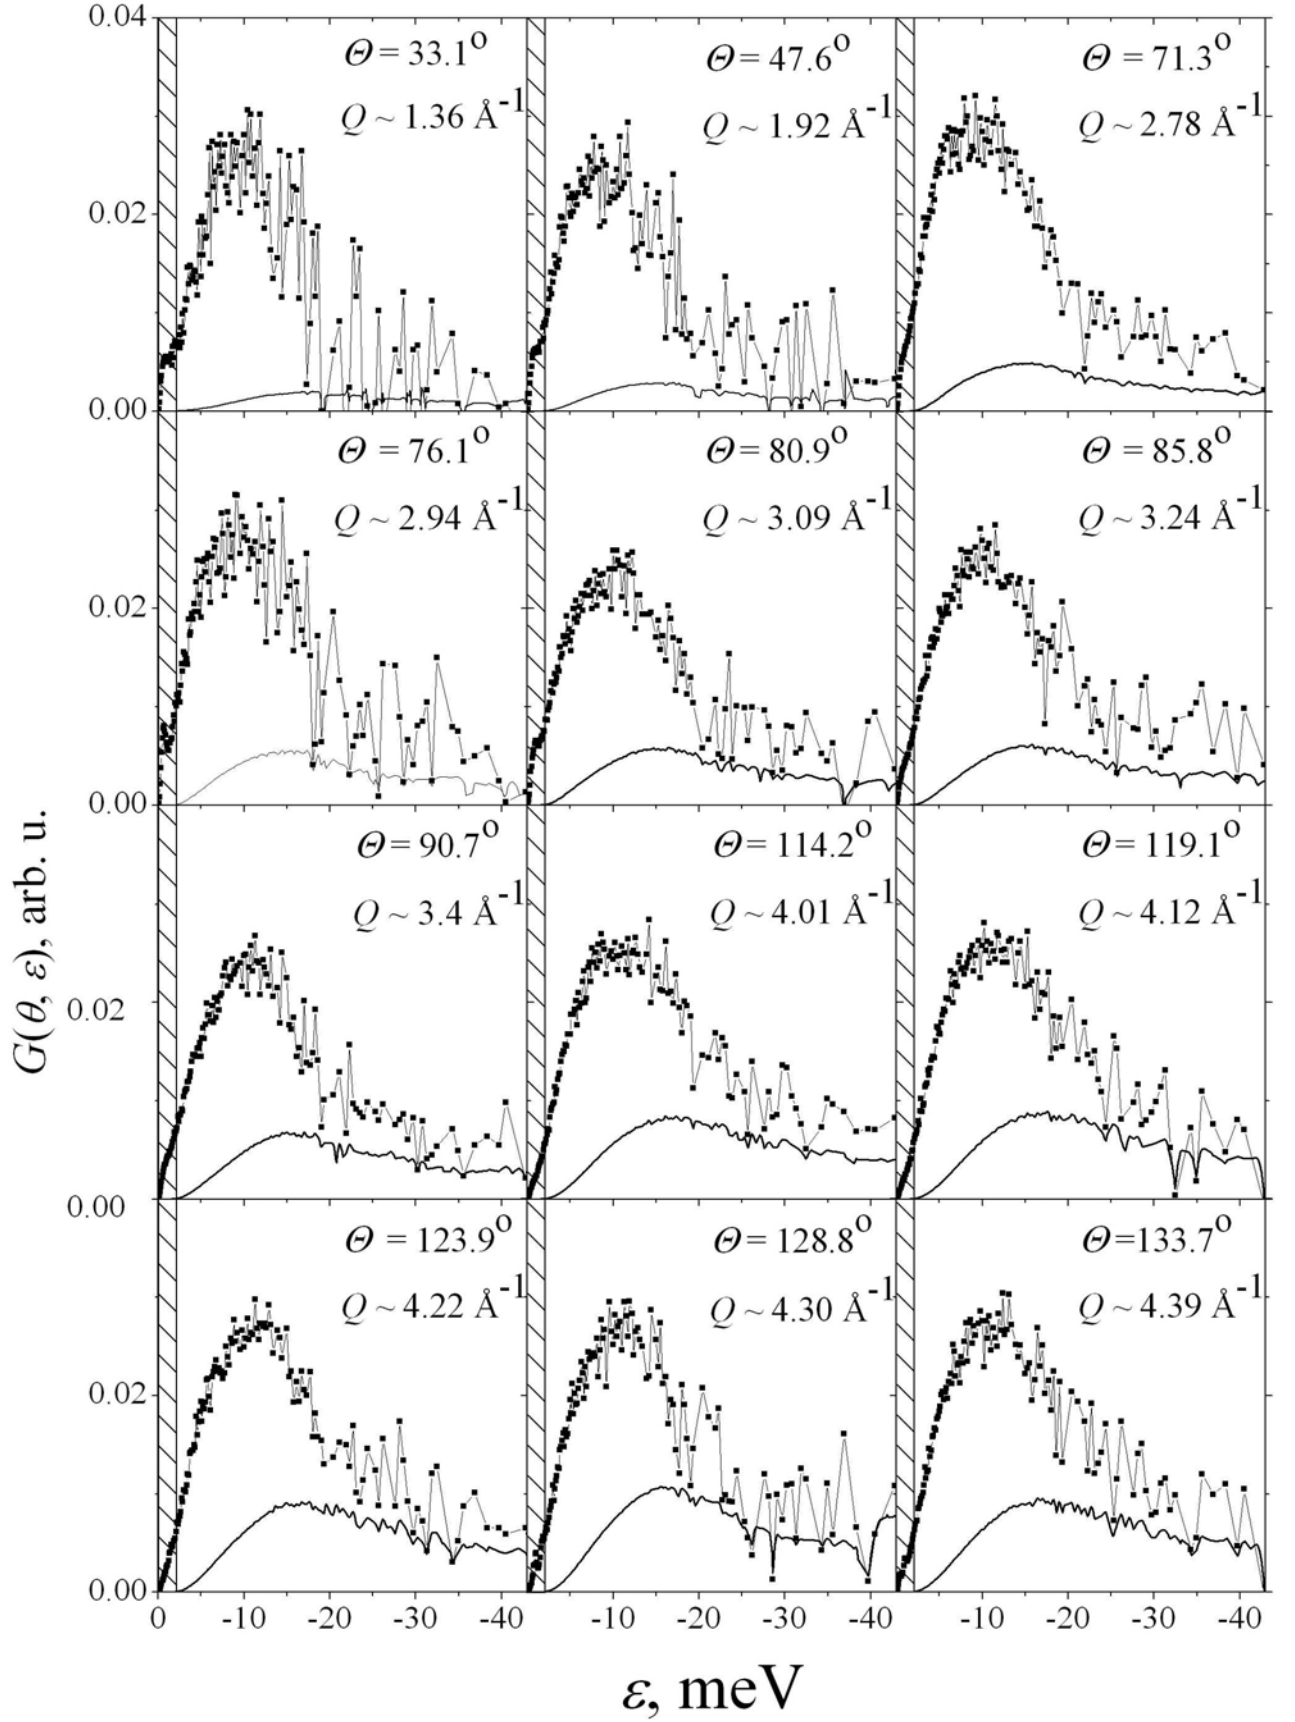 0.04
Θ = 33.1°
Q ~ 1.36 Å⁻¹
Θ = 47.6°
Q ~ 1.92 Å⁻¹
Θ = 71.3°
Q ~ 2.78 Å⁻¹
0.02
0.00
Θ = 76.1°
Q ~ 2.94 Å⁻¹
Θ = 80.9°
Q ~ 3.09 Å⁻¹
Θ = 85.8°
Q ~ 3.24 Å⁻¹
0.02
0.00
G(θ, ε), arb. u.
Θ = 90.7°
Q ~ 3.4 Å⁻¹
Θ = 114.2°
Q ~ 4.01 Å⁻¹
Θ = 119.1°
Q ~ 4.12 Å⁻¹
0.02
0.00
Θ = 123.9°
Q ~ 4.22 Å⁻¹
Θ = 128.8°
Q ~ 4.30 Å⁻¹
Θ =133.7°
Q ~ 4.39 Å⁻¹
0.02
0.00
0 -10 -20 -30 -40 -10 -20 -30 -40 -10 -20 -30 -40
ε, meV